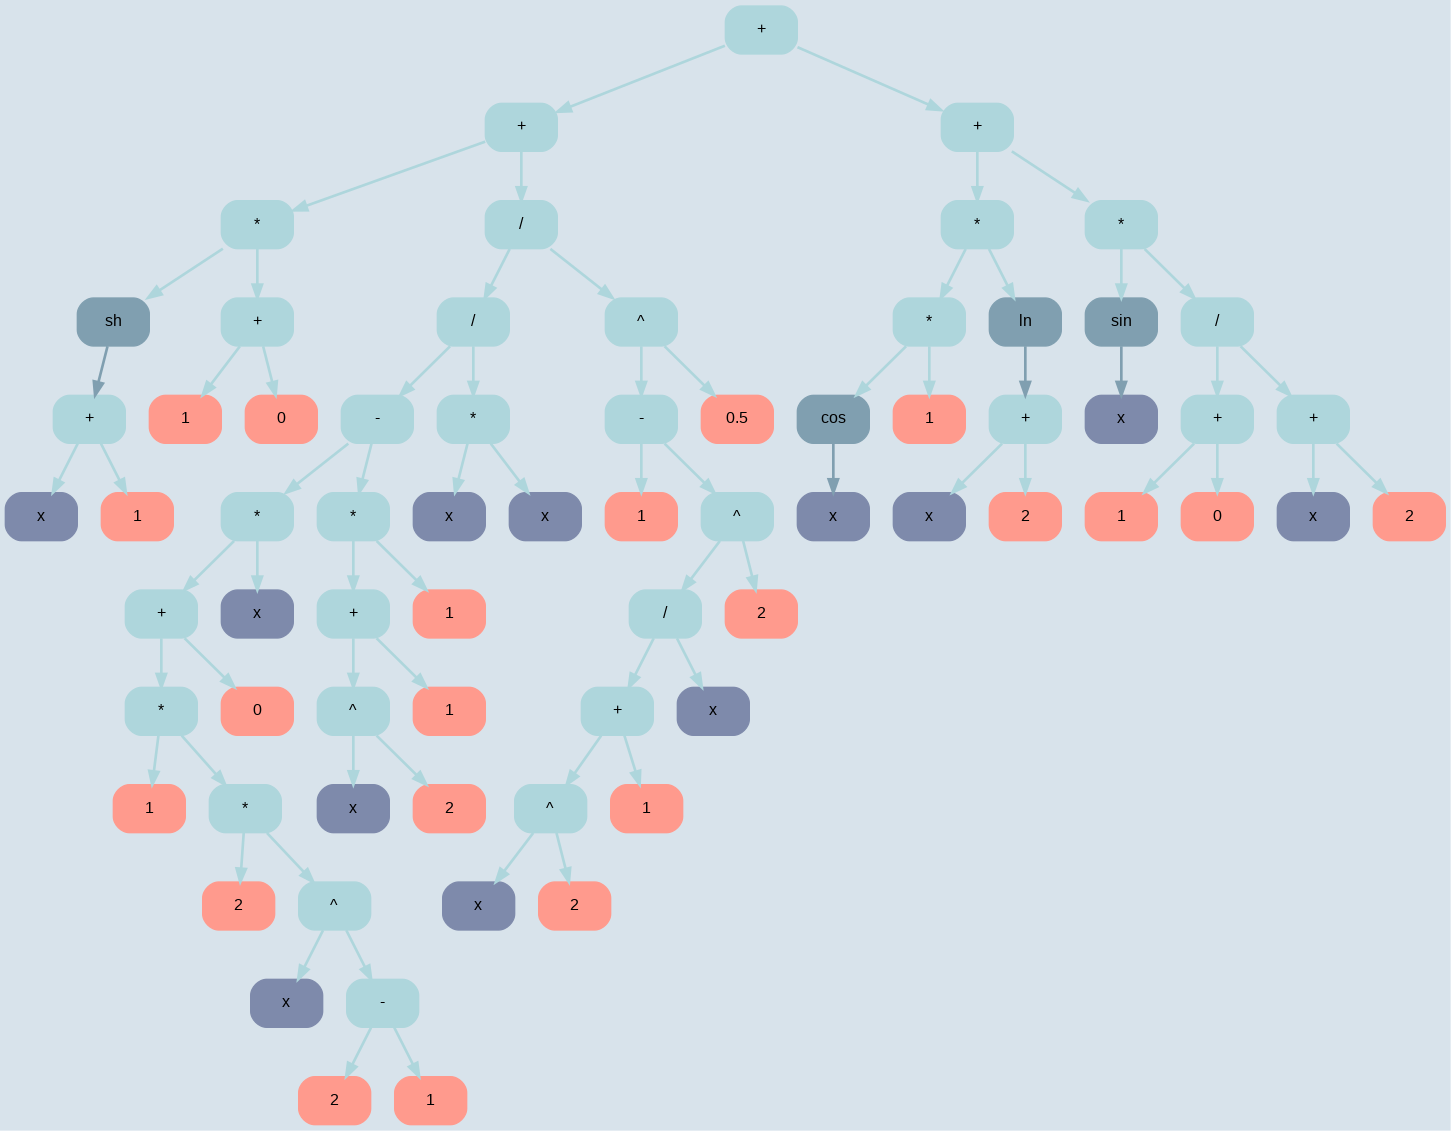 +
+ +
* / * *
sh + / ^ * ln sin /
+ 1 0 - * - 0.5 cos 1 + x + +
x 1 * * x x 1 ^ x x 2 1 0 x 2
+ x + 1 / 2
* 0 ^ 1 + x
1 * x 2 ^ 1
2 ^ x 2
x -
2 1